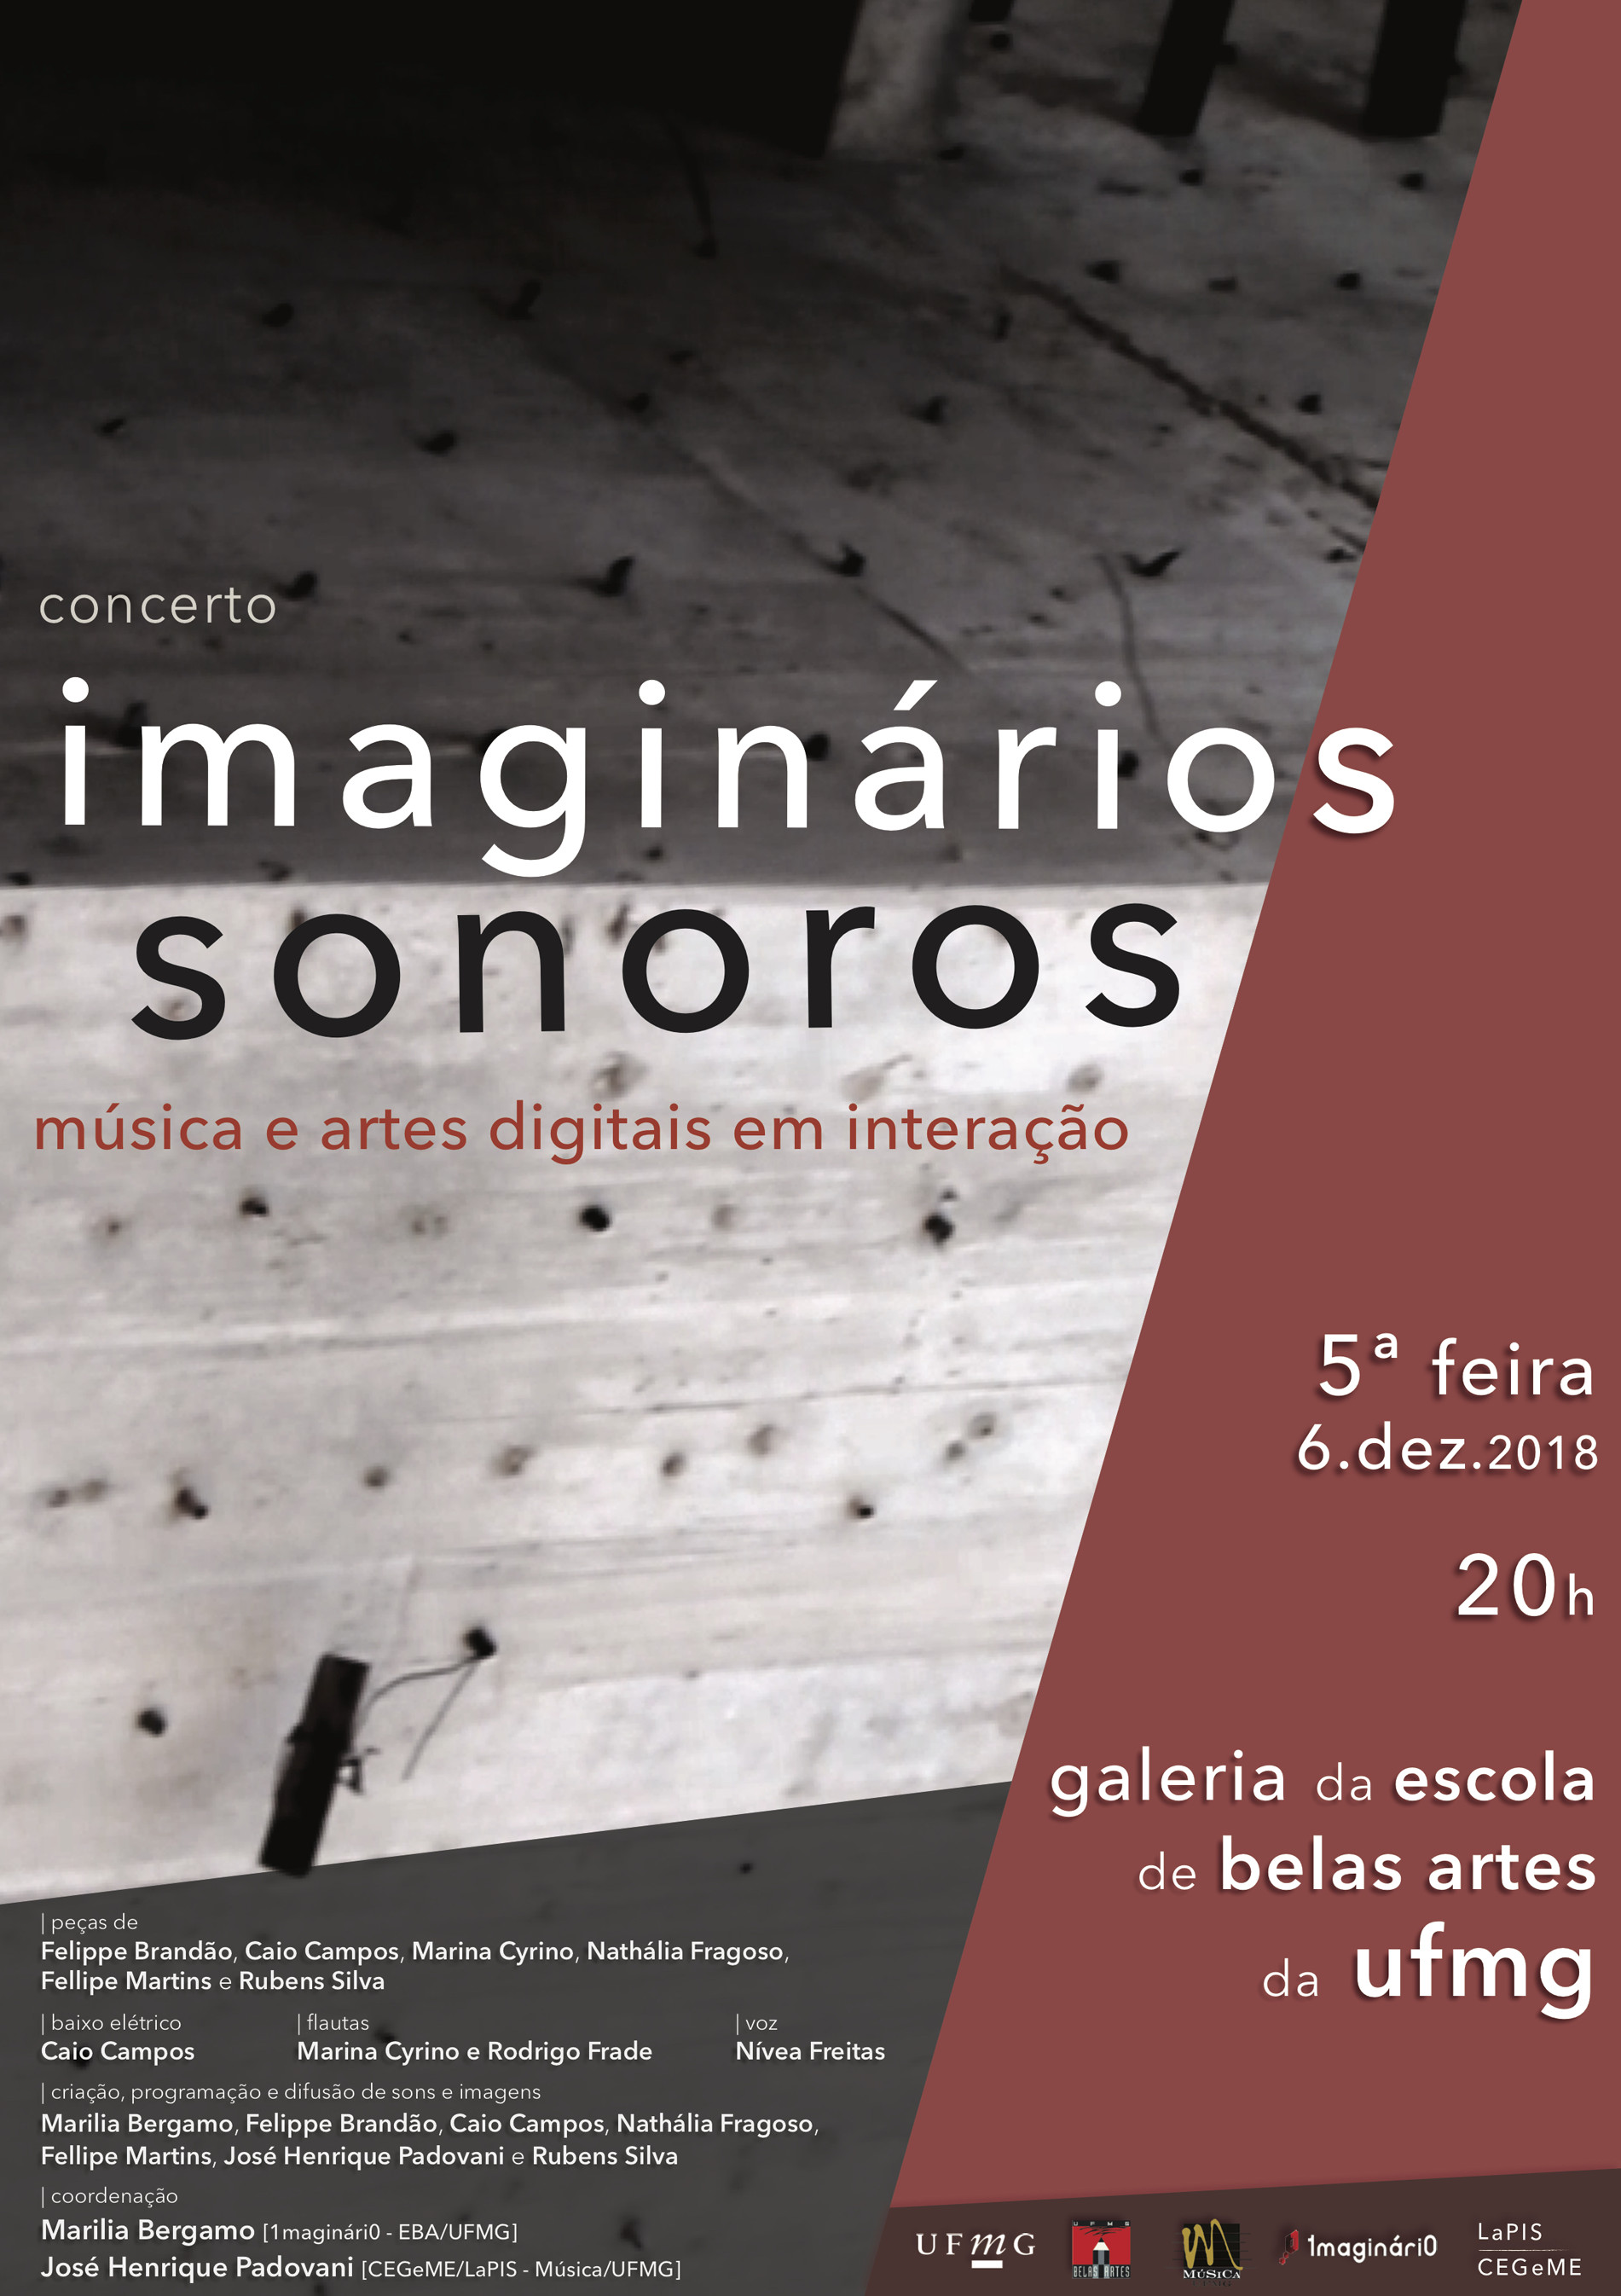 concerto
imaginários
sonoros
música e artes digitais em interação
5ª feira
6.dez.2018
20h
galeria da escola
de belas artes
da ufmg
| peças de
Felippe Brandão, Caio Campos, Marina Cyrino, Nathália Fragoso,
Fellipe Martins e Rubens Silva
| baixo elétrico
Caio Campos
| flautas
Marina Cyrino e Rodrigo Frade
| voz
Nívea Freitas
| criação, programação e difusão de sons e imagens
Marilia Bergamo, Felippe Brandão, Caio Campos, Nathália Fragoso,
Fellipe Martins, José Henrique Padovani e Rubens Silva
| coordenação
Marilia Bergamo [1maginári0 - EBA/UFMG]
José Henrique Padovani [CEGeME/LaPIS - Música/UFMG]
UFmG
UFMG
BELAS ARTES
MÚSICA
UFMG
1maginári0
LaPIS
CEGeME